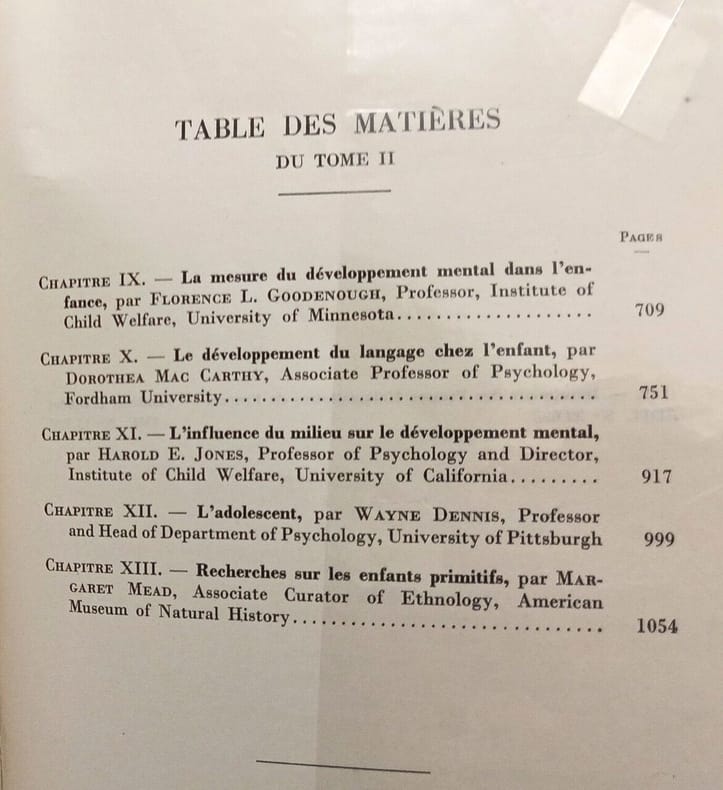 TABLE DES MATIÈRES
DU TOME II
PAGES
CHAPITRE IX. — La mesure du développement mental dans l'en-
fance, par FLORENCE L. GOODENOUGH, Professor, Institute of
Child Welfare, University of Minnesota.................... 709
CHAPITRE X. — Le développement du langage chez l'enfant, par
DOROTHEA MAC CARTHY, Associate Professor of Psychology,
Fordham University...................................... 751
CHAPITRE XI. — L'influence du milieu sur le développement mental,
par HAROLD E. JONES, Professor of Psychology and Director,
Institute of Child Welfare, University of California......... 917
CHAPITRE XII. — L'adolescent, par WAYNE DENNIS, Professor
and Head of Department of Psychology, University of Pittsburgh 999
CHAPITRE XIII. — Recherches sur les enfants primitifs, par MAR-
GARET MEAD, Associate Curator of Ethnology, American
Museum of Natural History................................ 1054